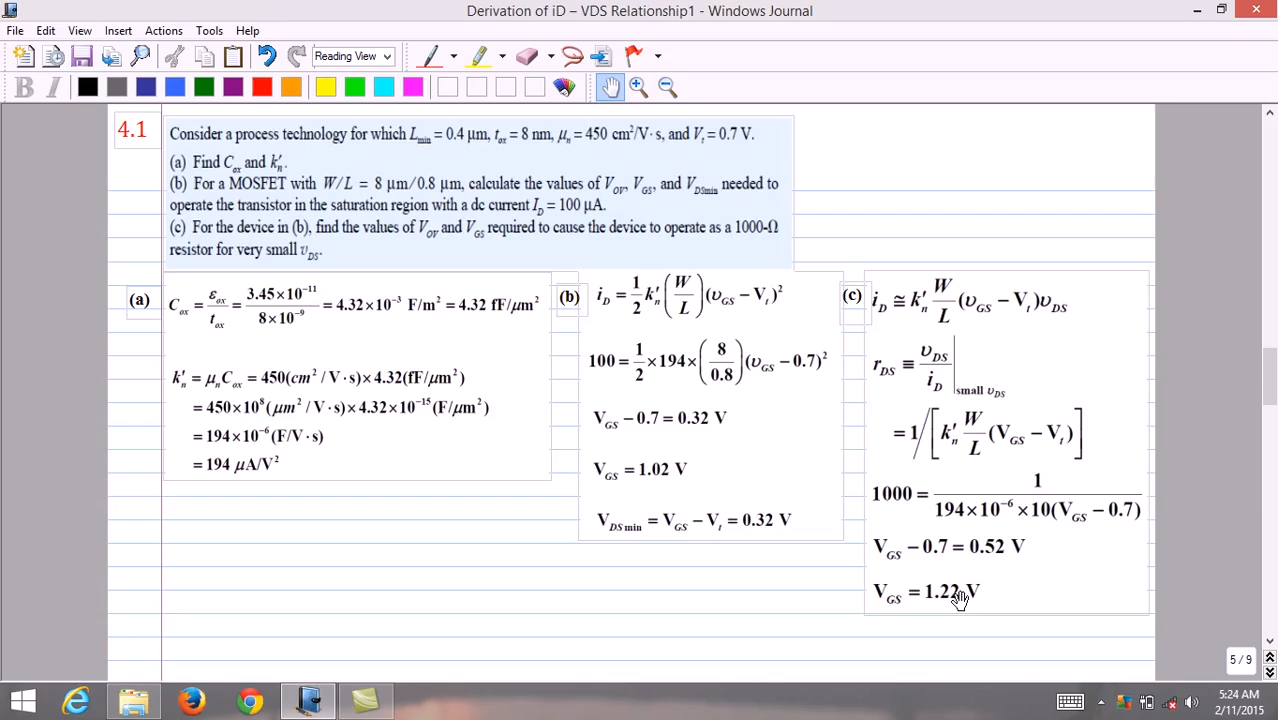 Derivation of iD – VDS Relationship1 - Windows Journal
File Edit View Insert Actions Tools Help
Reading View
B I
4.1
Consider a process technology for which Lmin = 0.4 μm, tox = 8 nm, μn = 450 cm²/V· s, and Vt = 0.7 V.
(a) Find Cox and k′n.
(b) For a MOSFET with W/L = 8 μm/0.8 μm, calculate the values of VOV, VGS, and VDSmin needed to
operate the transistor in the saturation region with a dc current ID = 100 μA.
(c) For the device in (b), find the values of VOV and VGS required to cause the device to operate as a 1000-Ω
resistor for very small υDS.
(a)
Cox = εox/tox = 3.45×10⁻¹¹/8×10⁻⁹ = 4.32×10⁻³ F/m² = 4.32 fF/μm²
k′n = μnCox = 450(cm² / V·s)×4.32(fF/μm²)
= 450×10⁸(μm² / V·s)×4.32×10⁻¹⁵(F/μm²)
= 194×10⁻⁶(F/V·s)
= 194 μA/V²
(b)
iD = 1/2 k′n (W/L)(υGS − Vt)²
100 = 1/2 ×194×(8/0.8)(υGS − 0.7)²
VGS − 0.7 = 0.32 V
VGS = 1.02 V
VDS min = VGS − Vt = 0.32 V
(c)
iD ≅ k′n W/L (υGS − Vt)υDS
rDS ≡ υDS/iD | small υDS
= 1/[k′n W/L (VGS − Vt)]
1000 = 1/194×10⁻⁶×10(VGS − 0.7)
VGS − 0.7 = 0.52 V
VGS = 1.22 V
5 / 9
5:24 AM
2/11/2015